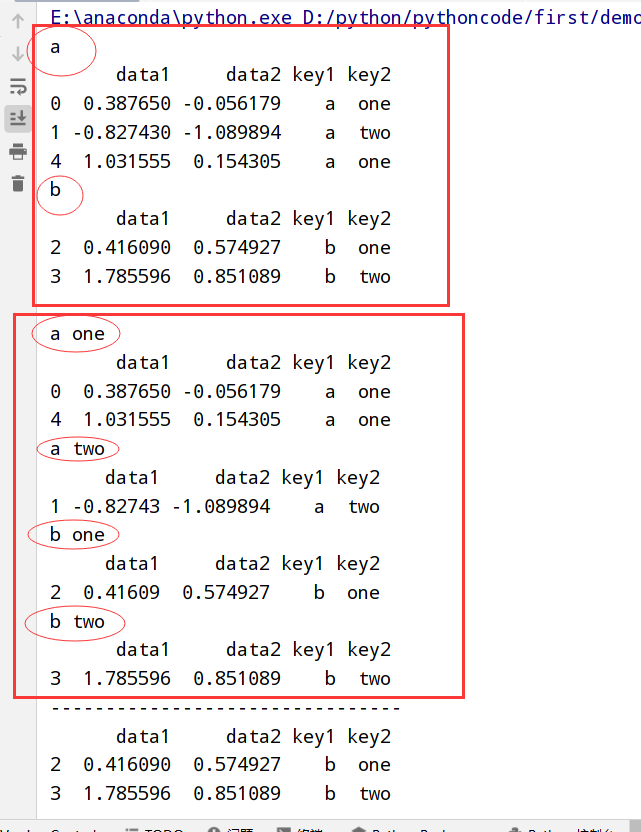 E:\anaconda\python.exe D:/python/pythoncode/first/demo
a
      data1     data2 key1 key2
0  0.387650 -0.056179    a  one
1 -0.827430 -1.089894    a  two
4  1.031555  0.154305    a  one
b
      data1     data2 key1 key2
2  0.416090  0.574927    b  one
3  1.785596  0.851089    b  two
a one
      data1     data2 key1 key2
0  0.387650 -0.056179    a  one
4  1.031555  0.154305    a  one
a two
     data1     data2 key1 key2
1 -0.82743 -1.089894    a  two
b one
     data1     data2 key1 key2
2  0.41609  0.574927    b  one
b two
      data1     data2 key1 key2
3  1.785596  0.851089    b  two
--------------------------------
      data1     data2 key1 key2
2  0.416090  0.574927    b  one
3  1.785596  0.851089    b  two